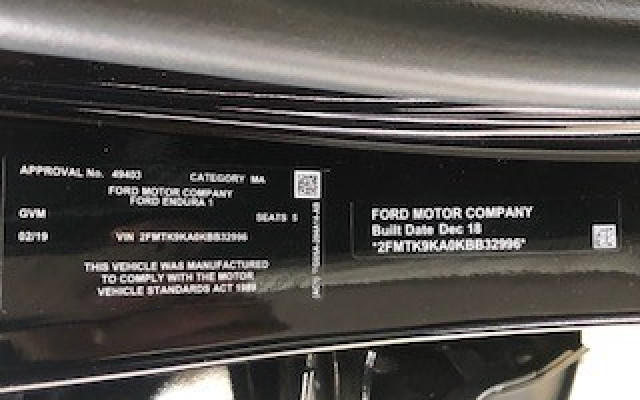 APPROVAL No. 49403 CATEGORY MA
FORD MOTOR COMPANY
FORD ENDURA 1
GVM SEATS 5
02/19 VIN 2FMTK9KA0KBB32996
THIS VEHICLE WAS MANUFACTURED
TO COMPLY WITH THE MOTOR
VEHICLE STANDARDS ACT 1989
FORD MOTOR COMPANY
Built Date Dec 18
*2FMTK9KA0KBB32996*